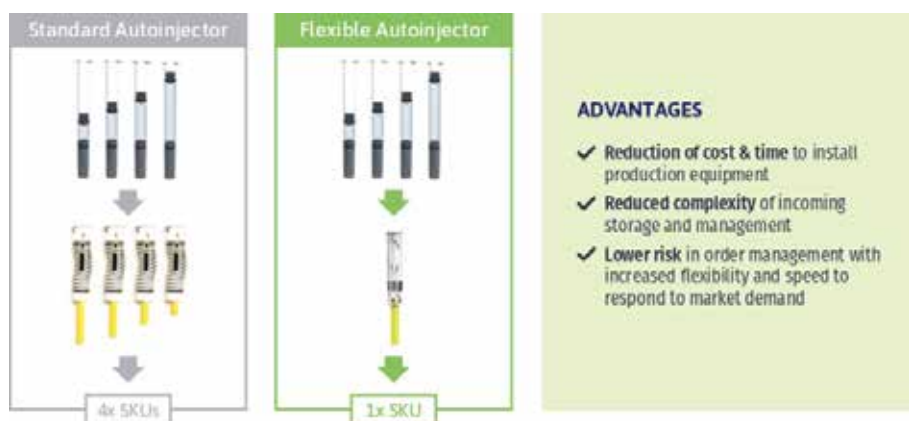 Standard Autoinjector
4x SKUs
Flexible Autoinjector
1x SKU
ADVANTAGES
✓ Reduction of cost & time to install
production equipment
✓ Reduced complexity of incoming
storage and management
✓ Lower risk in order management with
increased flexibility and speed to
respond to market demand